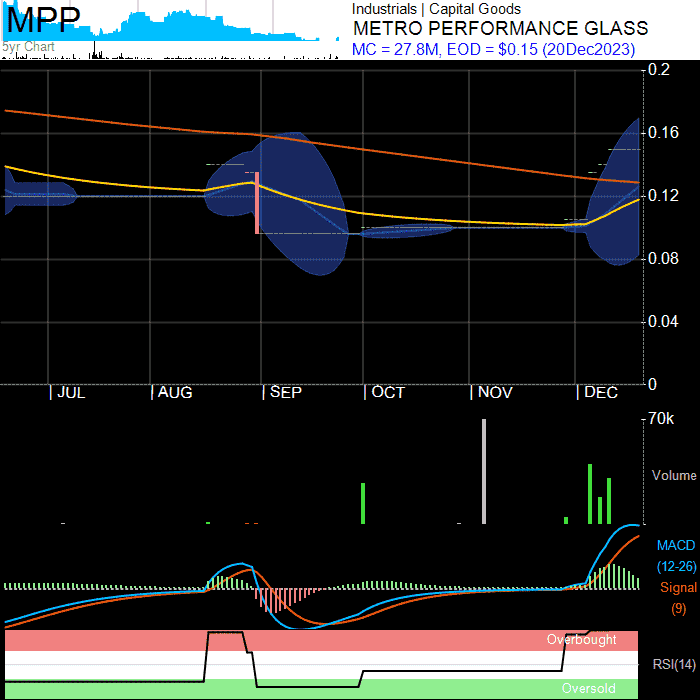 MPP
5yr Chart
Industrials | Capital Goods
METRO PERFORMANCE GLASS
MC = 27.8M, EOD = $0.15 (20Dec2023)
0.2
0.16
0.12
0.08
0.04
0
| JUL | AUG | SEP | OCT | NOV | DEC
70k
Volume
MACD
(12-26)
Signal
(9)
Overbought
RSI(14)
Oversold